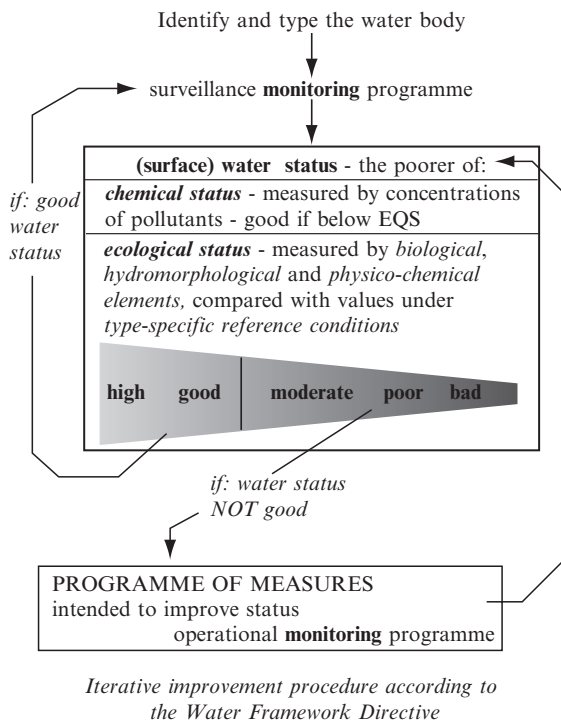 Identify and type the water body
surveillance monitoring programme
(surface) water status - the poorer of:
chemical status - measured by concentrations
of pollutants - good if below EQS
if: good
water
status
ecological status - measured by biological,
hydromorphological and physico-chemical
elements, compared with values under
type-specific reference conditions
high good moderate poor bad
if: water status
NOT good
PROGRAMME OF MEASURES
intended to improve status
operational monitoring programme
Iterative improvement procedure according to
the Water Framework Directive